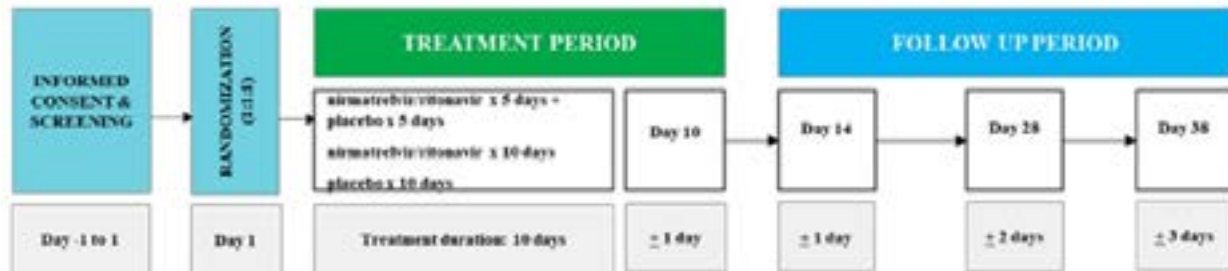 TREATMENT PERIOD
FOLLOW UP PERIOD
INFORMED
CONSENT &
SCREENING
RANDOMIZATION
(1:1:1)
nirmatrelvir/ritonavir x 5 days +
placebo x 5 days
nirmatrelvir/ritonavir x 10 days
placebo x 10 days
Day 10
Day 14
Day 28
Day 38
Day -1 to 1
Day 1
Treatment duration: 10 days
± 1 day
± 1 day
± 2 days
± 3 days